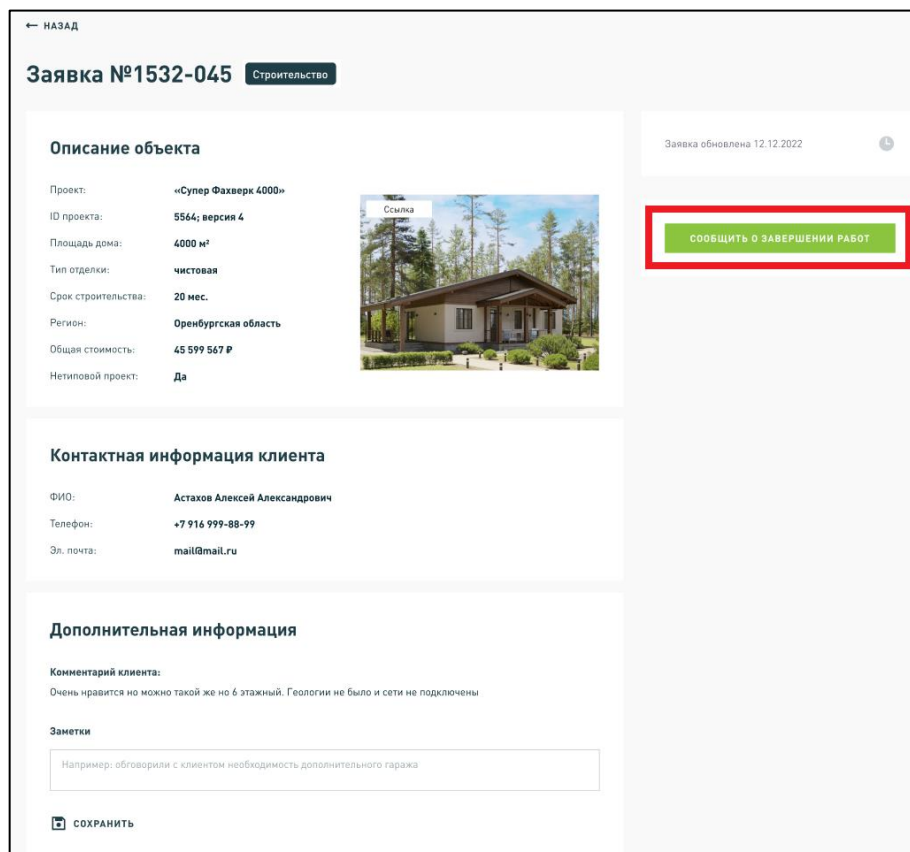 ← НАЗАД
Заявка №1532-045 Строительство
Описание объекта
Проект: «Супер Фахверк 4000»
ID проекта: 5564; версия 4
Площадь дома: 4000 м²
Тип отделки: чистовая
Срок строительства: 20 мес.
Регион: Оренбургская область
Общая стоимость: 45 599 567 ₽
Нетиповой проект: Да
Ссылка
Заявка обновлена 12.12.2022
СООБЩИТЬ О ЗАВЕРШЕНИИ РАБОТ
Контактная информация клиента
ФИО: Астахов Алексей Александрович
Телефон: +7 916 999-88-99
Эл. почта: mail@mail.ru
Дополнительная информация
Комментарий клиента:
Очень нравится но можно такой же но 6 этажный. Геологии не было и сети не подключены
Заметки
Например: обговорили с клиентом необходимость дополнительного гаража
СОХРАНИТЬ